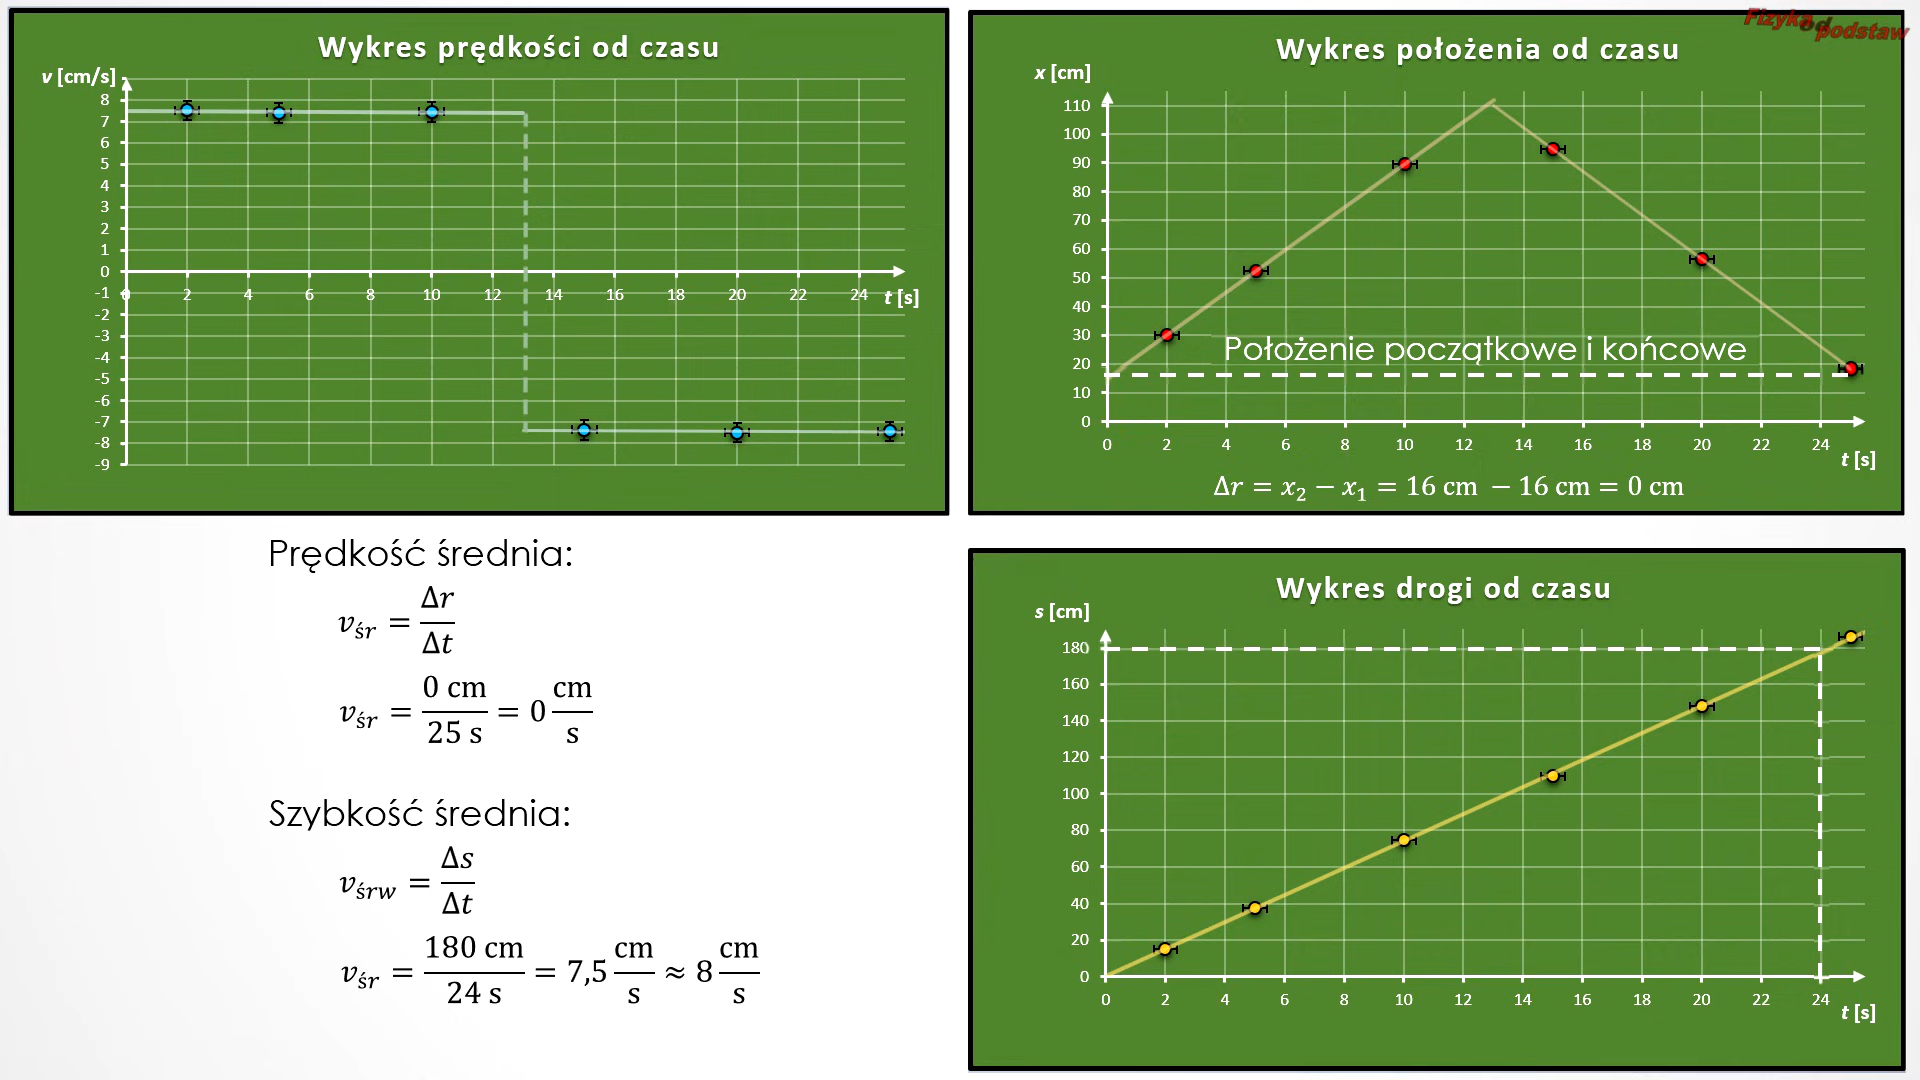 Wykres prędkości od czasu
v [cm/s]
8
7
6
5
4
3
2
1
0
-1
-2
-3
-4
-5
-6
-7
-8
-9
0 2 4 6 8 10 12 14 16 18 20 22 24
t [s]
Fizyka od podstaw
Wykres położenia od czasu
x [cm]
110
100
90
80
70
60
50
40
30
20
10
0
Położenie początkowe i końcowe
0 2 4 6 8 10 12 14 16 18 20 22 24
t [s]
Δr = x₂ − x₁ = 16 cm − 16 cm = 0 cm
Prędkość średnia:
vśr = Δr/Δt
vśr = 0 cm/25 s = 0 cm/s
Szybkość średnia:
vśrw = Δs/Δt
vśr = 180 cm/24 s = 7,5 cm/s ≈ 8 cm/s
Wykres drogi od czasu
s [cm]
180
160
140
120
100
80
60
40
20
0
0 2 4 6 8 10 12 14 16 18 20 22 24
t [s]